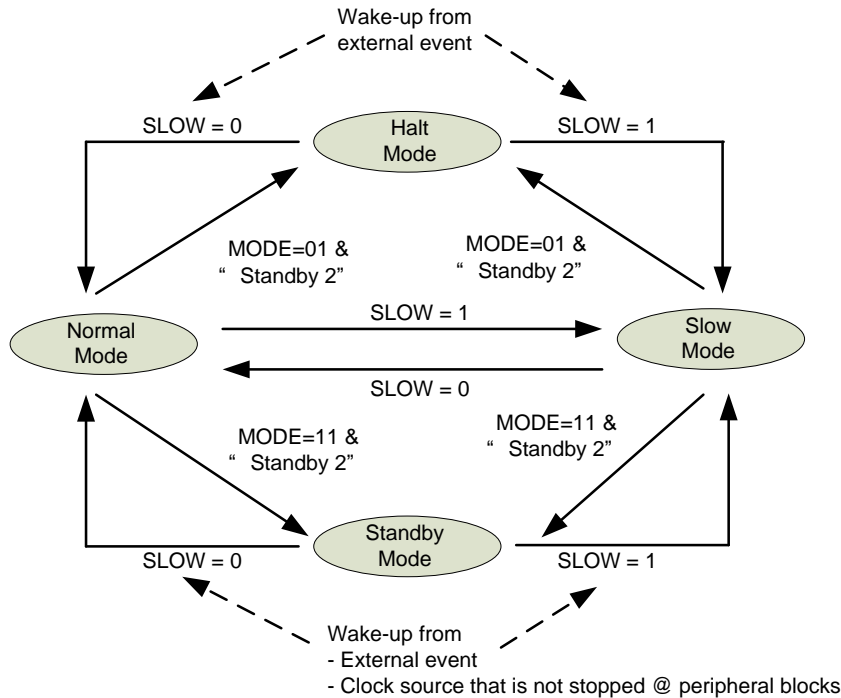 Wake-up from
external event
SLOW = 0
Halt
Mode
SLOW = 1
MODE=01 &
“ Standby 2”
MODE=01 &
“ Standby 2”
Normal
Mode
SLOW = 1
Slow
Mode
SLOW = 0
MODE=11 &
“ Standby 2”
MODE=11 &
“ Standby 2”
Standby
Mode
SLOW = 0
SLOW = 1
Wake-up from
- External event
- Clock source that is not stopped @ peripheral blocks